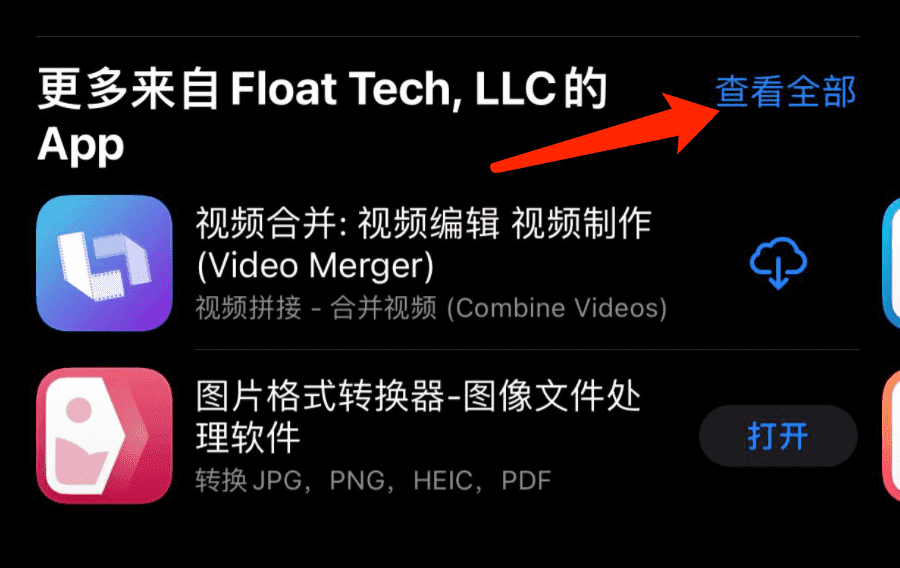 更多来自 Float Tech, LLC 的
查看全部
App
视频合并: 视频编辑 视频制作
(Video Merger)
视频拼接 - 合并视频 (Combine Videos)
图片格式转换器-图像文件处
理软件
打开
转换 JPG，PNG，HEIC，PDF